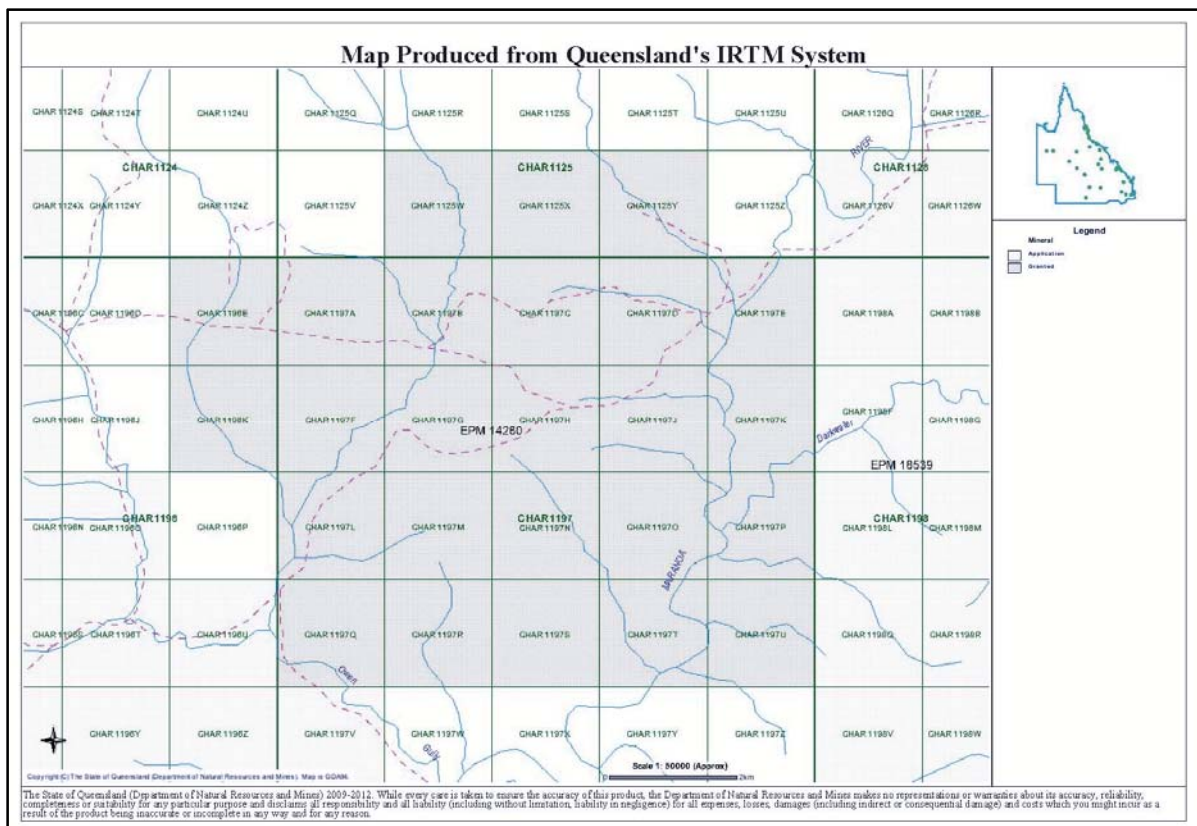 Map Produced from Queensland's IRTM System
CHAR 1124S CHAR 1124T CHAR 1124U CHAR 1125Q CHAR 1125R CHAR 1125S CHAR 1125T CHAR 1125U CHAR 1126Q CHAR 1126R
RIVER
CHAR1124 CHAR1125 CHAR1126
CHAR 1124X CHAR 1124Y CHAR 1124Z CHAR 1125V CHAR 1125W CHAR 1125X CHAR 1125Y CHAR 1125Z CHAR 1126V CHAR 1126W
Legend
Mineral
Application
Granted
CHAR 1196C CHAR 1196D CHAR 1196E CHAR 1197A CHAR 1197B CHAR 1197C CHAR 1197D CHAR 1197E CHAR 1198A CHAR 1198B
CHAR 1196H CHAR 1196J CHAR 1196K CHAR 1197F CHAR 1197G CHAR 1197H CHAR 1197J CHAR 1197K CHAR 1198F CHAR 1198G
EPM 14260
Darkwater
EPM 18539
CHAR1196 CHAR1197 CHAR1198
CHAR 1196N CHAR 1196O CHAR 1196P CHAR 1197L CHAR 1197M CHAR 1197N CHAR 1197O CHAR 1197P CHAR 1198L CHAR 1198M
MARANOA
CHAR 1196S CHAR 1196T CHAR 1196U CHAR 1197Q CHAR 1197R CHAR 1197S CHAR 1197T CHAR 1197U CHAR 1198Q CHAR 1198R
Owen
Gully
CHAR 1196Y CHAR 1196Z CHAR 1197V CHAR 1197W CHAR 1197X CHAR 1197Y CHAR 1197Z CHAR 1198V CHAR 1198W
Scale 1: 50000 (Approx)
0 2km
Copyright (C) The State of Queensland (Department of Natural Resources and Mines). Map is GDA94.
The State of Queensland (Department of Natural Resources and Mines) 2009-2012. While every care is taken to ensure the accuracy of this product, the Department of Natural Resources and Mines makes no representations or warranties about its accuracy, reliability,
completeness or suitability for any particular purpose and disclaims all responsibility and all liability (including without limitation, liability in negligence) for all expenses, losses, damages (including indirect or consequential damage) and costs which you might incur as a
result of the product being inaccurate or incomplete in any way and for any reason.